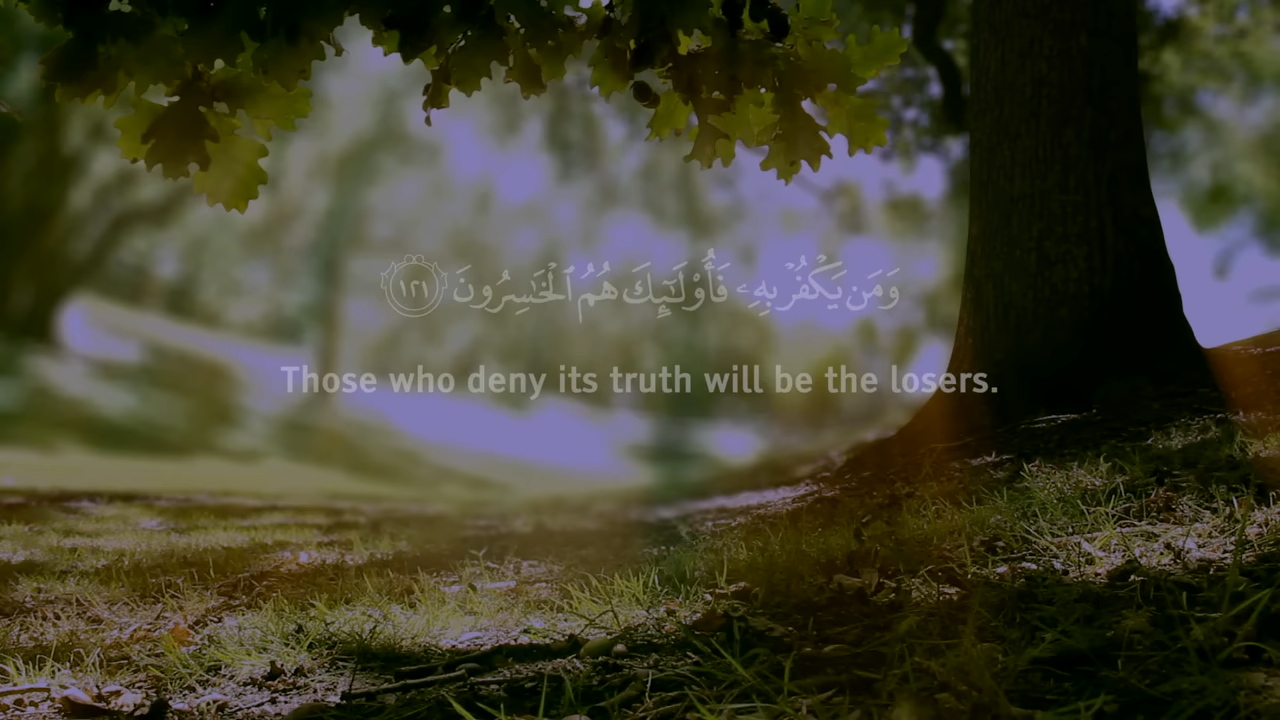 وَمَن يَكْفُرْ بِهِۦ فَأُو۟لَـٰٓئِكَ هُمُ ٱلْخَـٰسِرُونَ ١٢١
Those who deny its truth will be the losers.